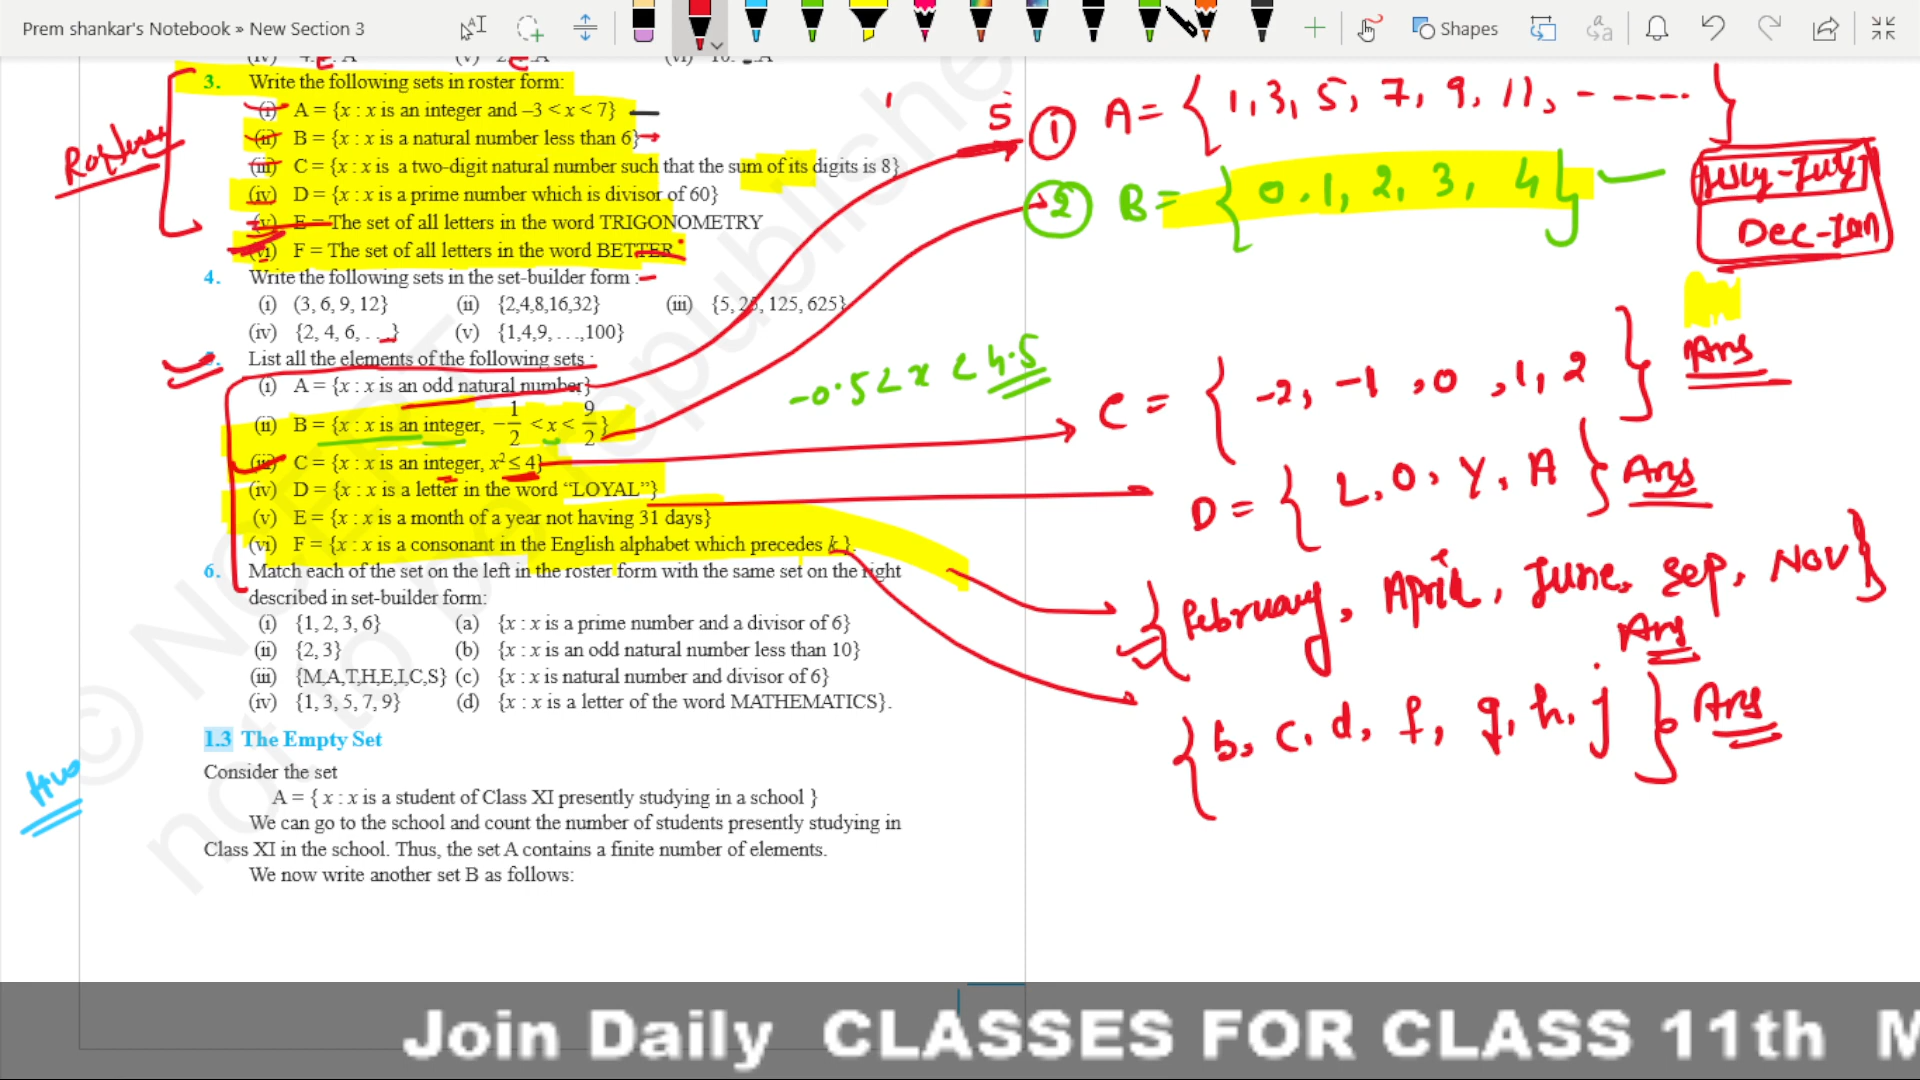 Prem shankar's Notebook » New Section 3
Shapes
3. Write the following sets in roster form:
(i) A = {x : x is an integer and –3 < x < 7}
(ii) B = {x : x is a natural number less than 6}
(iii) C = {x : x is a two-digit natural number such that the sum of its digits is 8}
(iv) D = {x : x is a prime number which is divisor of 60}
(v) E = The set of all letters in the word TRIGONOMETRY
(vi) F = The set of all letters in the word BETTER
4. Write the following sets in the set-builder form :
(i) (3, 6, 9, 12} (ii) {2,4,8,16,32} (iii) {5, 25, 125, 625}
(iv) {2, 4, 6, . . .} (v) {1,4,9, . . .,100}
List all the elements of the following sets :
(i) A = {x : x is an odd natural number}
(ii) B = {x : x is an integer, –1/2 < x < 9/2}
(iii) C = {x : x is an integer, x² ≤ 4}
(iv) D = {x : x is a letter in the word “LOYAL”}
(v) E = {x : x is a month of a year not having 31 days}
(vi) F = {x : x is a consonant in the English alphabet which precedes k }.
6. Match each of the set on the left in the roster form with the same set on the right
described in set-builder form:
(i) {1, 2, 3, 6} (a) {x : x is a prime number and a divisor of 6}
(ii) {2, 3} (b) {x : x is an odd natural number less than 10}
(iii) {M,A,T,H,E,I,C,S} (c) {x : x is natural number and divisor of 6}
(iv) {1, 3, 5, 7, 9} (d) {x : x is a letter of the word MATHEMATICS}.
1.3 The Empty Set
Consider the set
A = { x : x is a student of Class XI presently studying in a school }
We can go to the school and count the number of students presently studying in
Class XI in the school. Thus, the set A contains a finite number of elements.
We now write another set B as follows:
HW
5
① A = { 1, 3, 5, 7, 9, 11, - ----- }
② B = { 0, 1, 2, 3, 4 }
Dec-Jan
-0.5 < x < 4.5
C = { -2, -1, 0, 1, 2 } Ans
D = { L, O, Y, A } Ans
{ February, April, June, Sep, Nov }
Ans
{ b, c, d, f, g, h, j } Ans
© NCERT
not to be republished
Join Daily CLASSES FOR CLASS 11th M